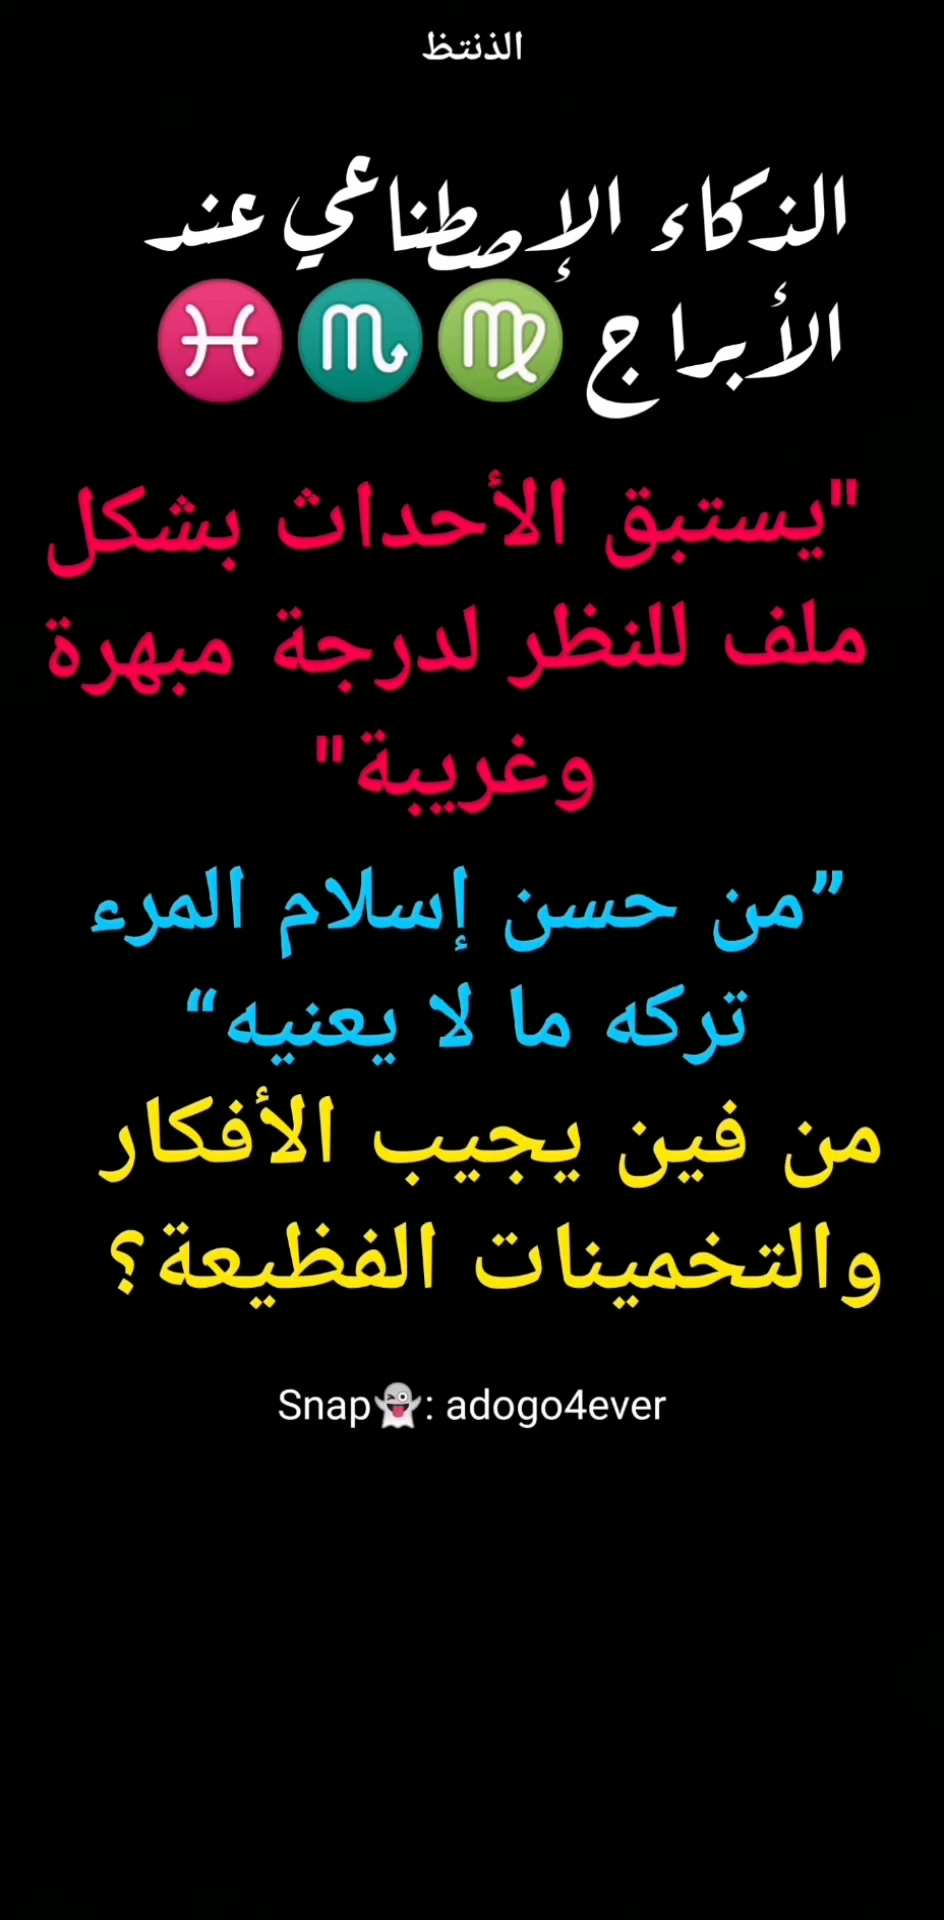 الذنتظ
الذكاء الإصطناعي عند
الأبراج ♍♏♓
"يستبق الأحداث بشكل
ملف للنظر لدرجة مبهرة
وغريبة"
”من حسن إسلام المرء
تركه ما لا يعنيه“
من فين يجيب الأفكار
والتخمينات الفظيعة؟
Snap👻: adogo4ever